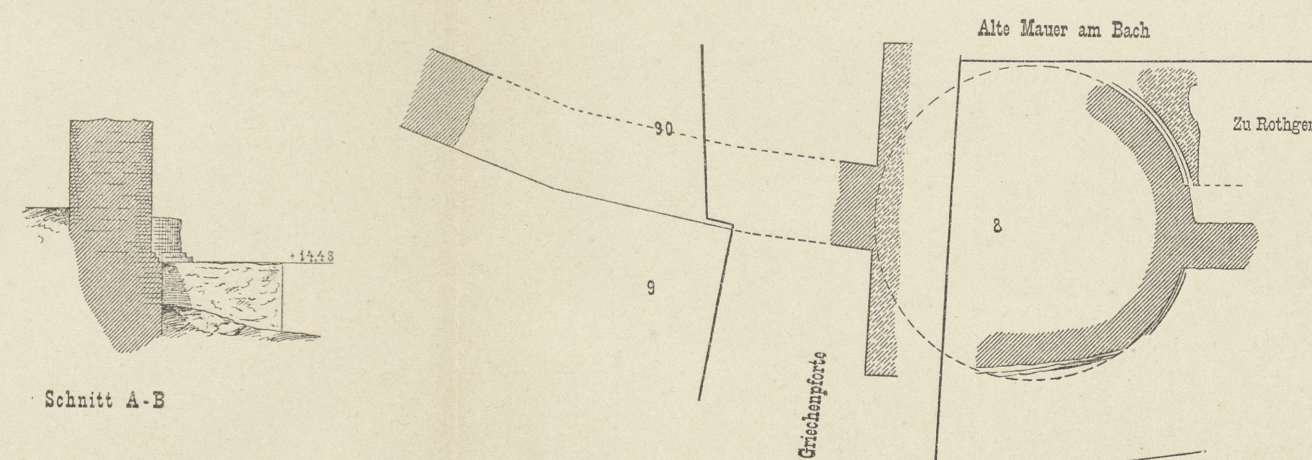 Alte Mauer am Bach
Zu Rothger
90
8
+14.48
9
Griechenpforte
Schnitt A-B